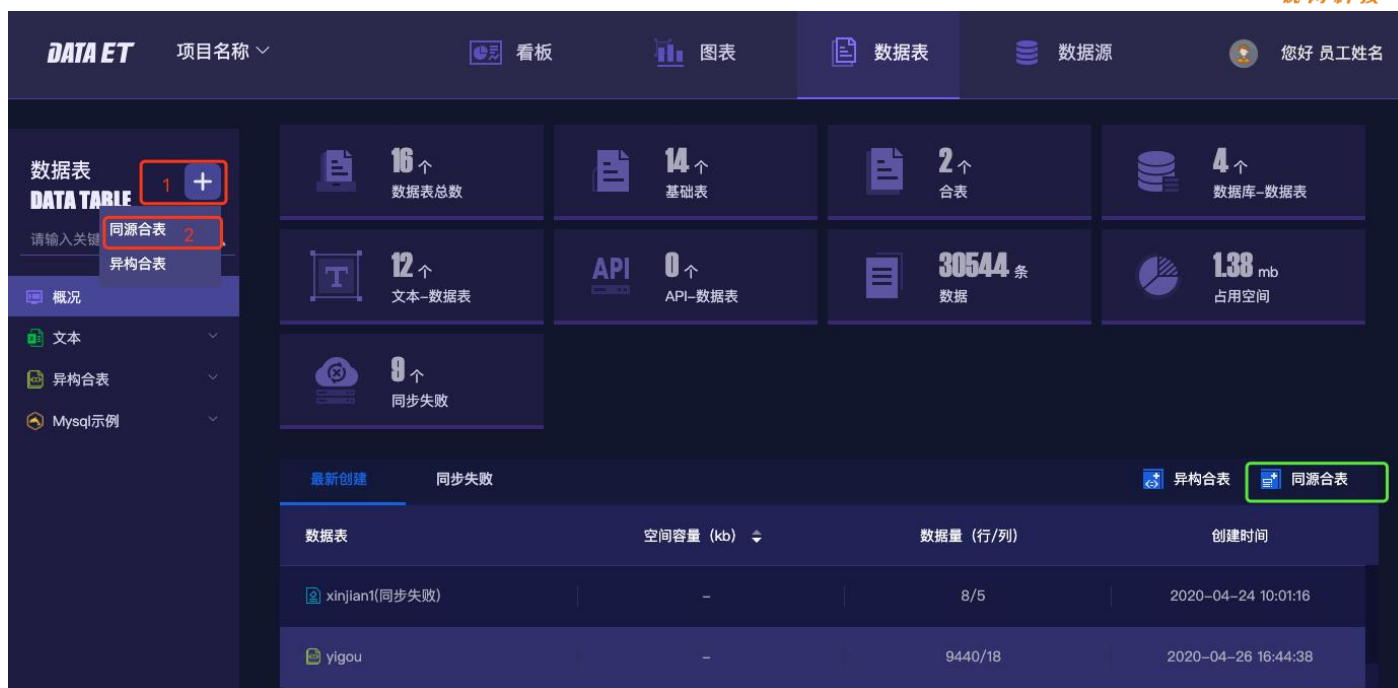 DATA ET 项目名称 看板 图表 数据表 数据源 您好 员工姓名
数据表
DATA TABLE
1 +
同源合表 2
请输入关键
异构合表
概况
文本
异构合表
Mysql示例
16 个
数据表总数
14 个
基础表
2 个
合表
4 个
数据库-数据表
T
12 个
文本-数据表
API
0 个
API-数据表
30544 条
数据
1.38 mb
占用空间
9 个
同步失败
最新创建 同步失败 异构合表 同源合表
数据表 空间容量（kb） 数据量（行/列） 创建时间
xinjian1(同步失败) – 8/5 2020-04-24 10:01:16
yigou – 9440/18 2020-04-26 16:44:38